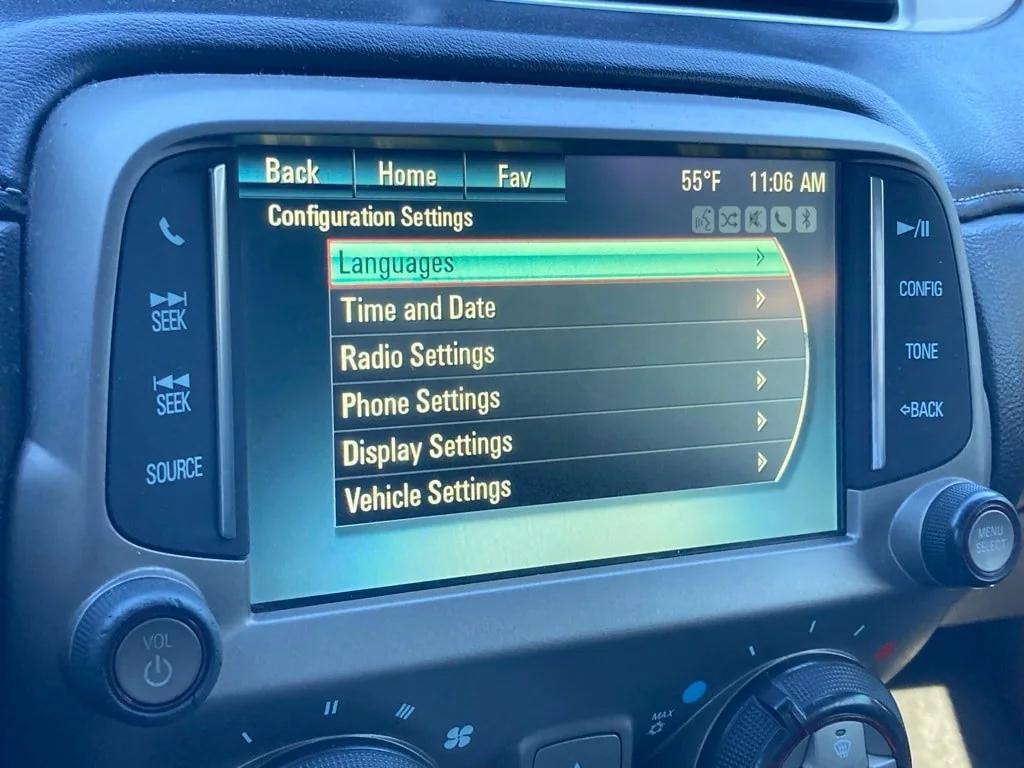 Back Home Fav 55°F 11:06 AM
Configuration Settings
Languages
Time and Date
Radio Settings
Phone Settings
Display Settings
Vehicle Settings
SEEK
SEEK
SOURCE
CONFIG
TONE
BACK
MENU
SELECT
VOL
MAX